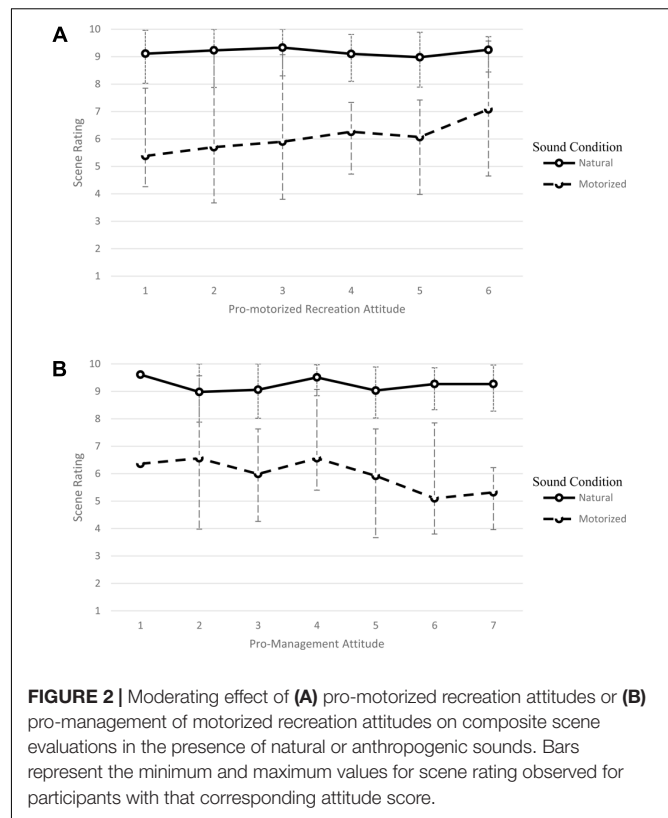 A
10
9
8
7
6
5
4
3
2
1
Scene Rating
1 2 3 4 5 6
Pro-motorized Recreation Attitude
Sound Condition
Natural
Motorized
B
10
9
8
7
6
5
4
3
2
1
Scene Rating
1 2 3 4 5 6 7
Pro-Management Attitude
Sound Condition
Natural
Motorized
FIGURE 2 | Moderating effect of (A) pro-motorized recreation attitudes or (B)
pro-management of motorized recreation attitudes on composite scene
evaluations in the presence of natural or anthropogenic sounds. Bars
represent the minimum and maximum values for scene rating observed for
participants with that corresponding attitude score.